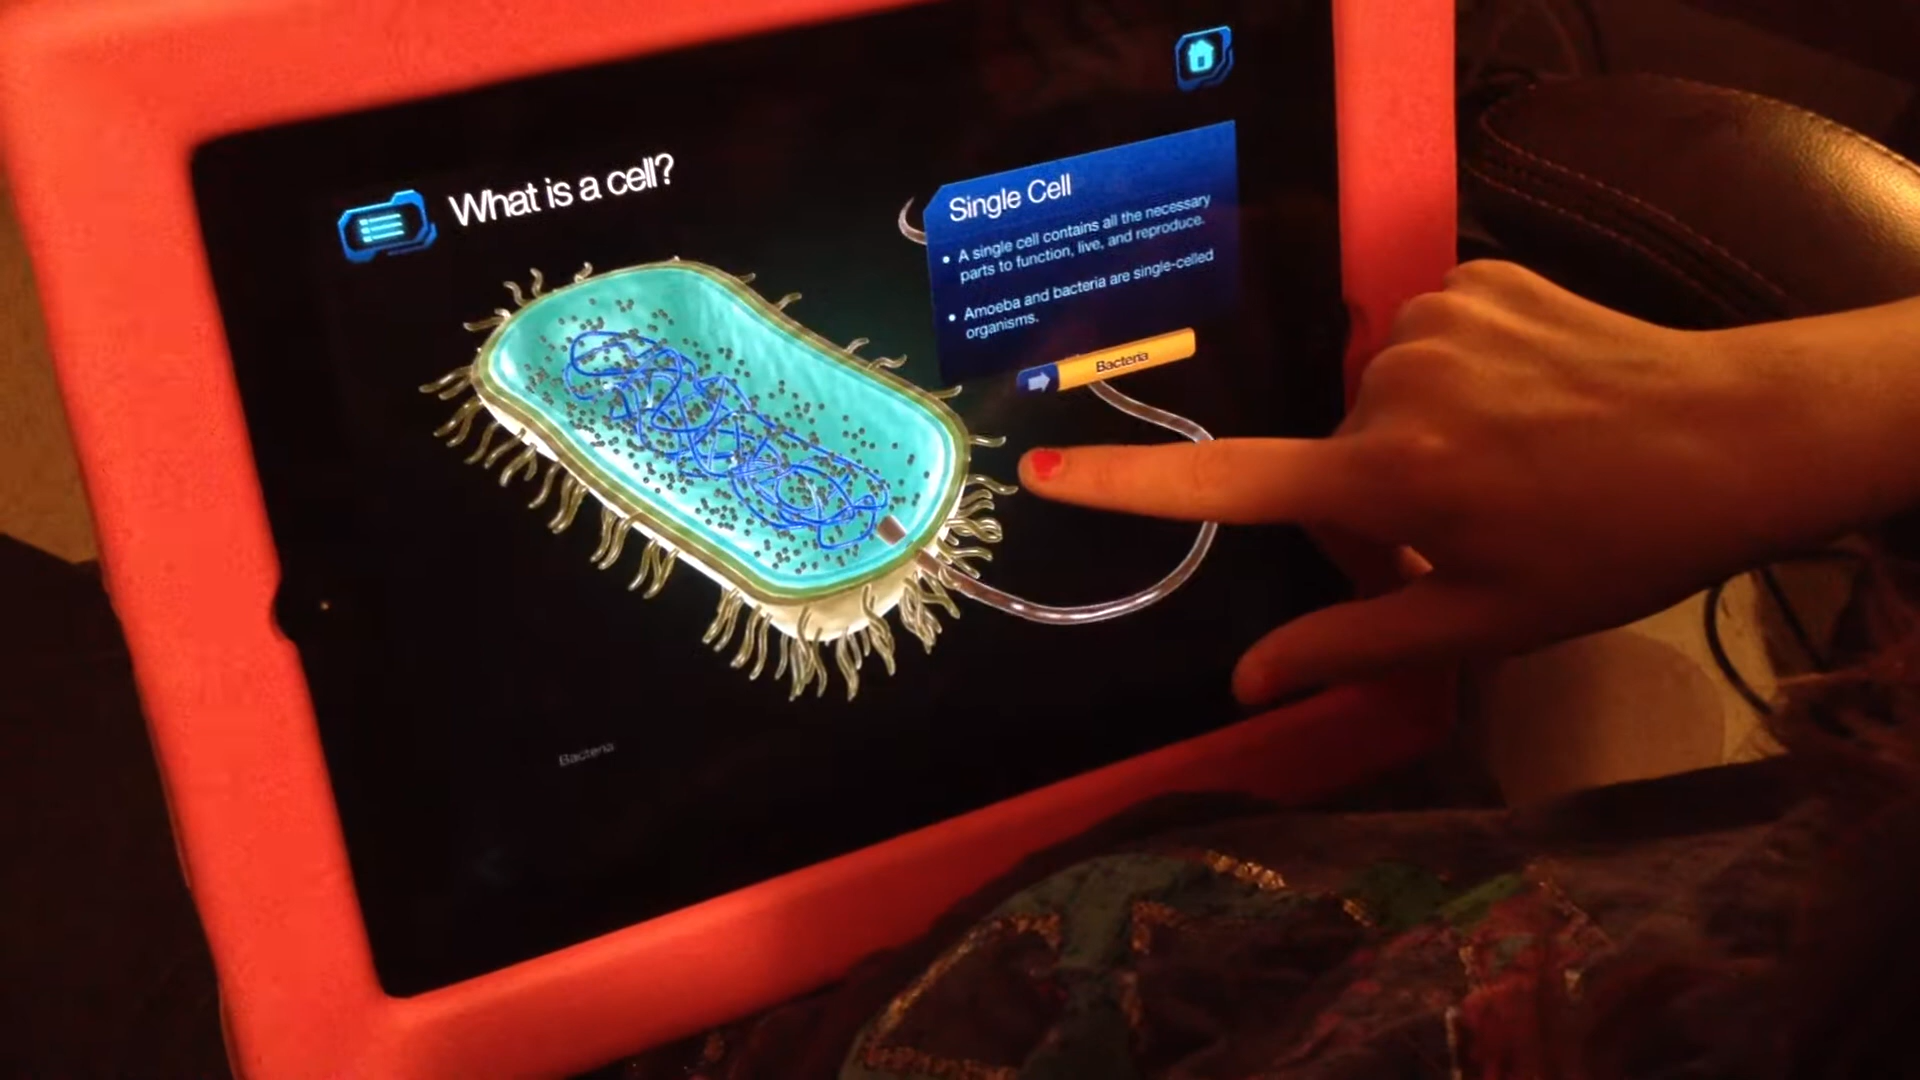 What is a cell?
Single Cell
• A single cell contains all the necessary
parts to function, live, and reproduce.
• Amoeba and bacteria are single-celled
organisms.
Bacteria
Bacteria